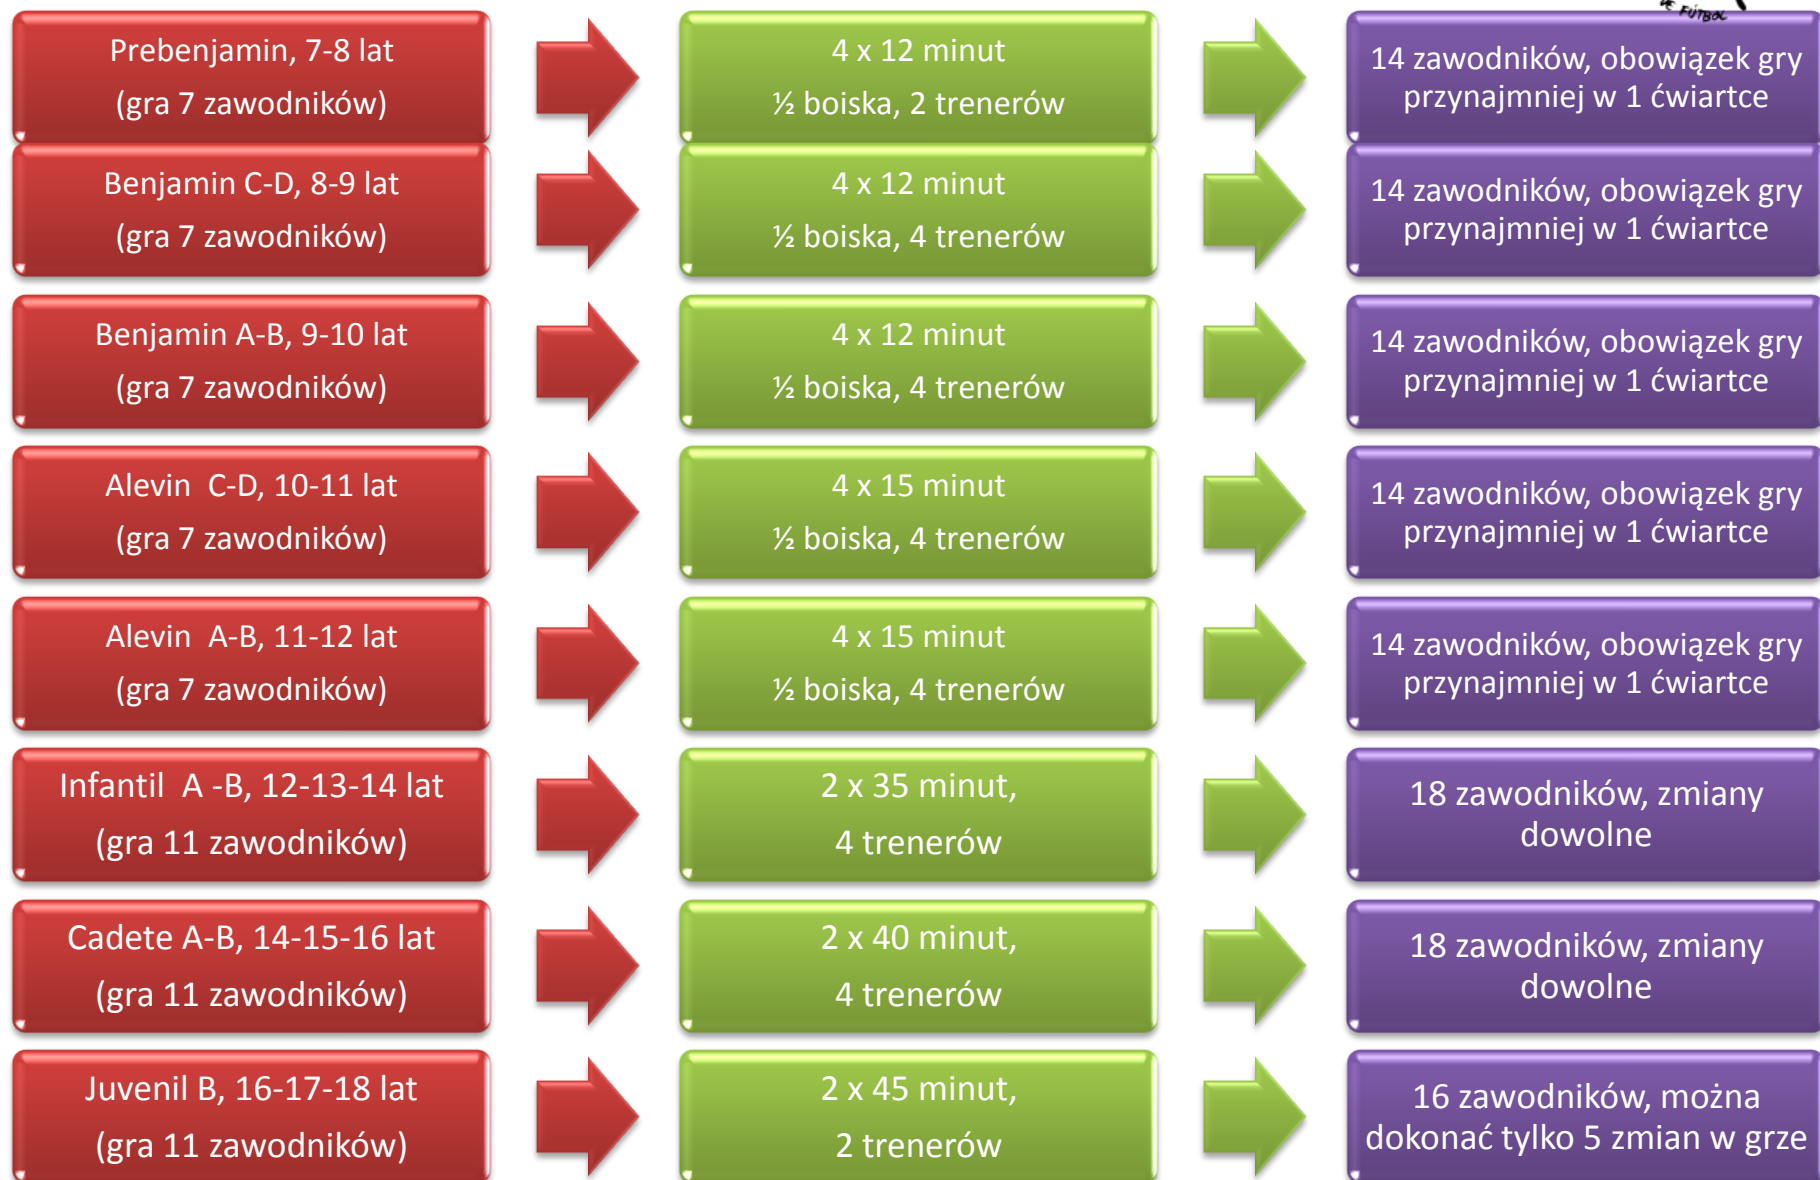 DE FÚTBOL
Prebenjamin, 7-8 lat
(gra 7 zawodników)
4 x 12 minut
½ boiska, 2 trenerów
14 zawodników, obowiązek gry
przynajmniej w 1 ćwiartce
Benjamin C-D, 8-9 lat
(gra 7 zawodników)
4 x 12 minut
½ boiska, 4 trenerów
14 zawodników, obowiązek gry
przynajmniej w 1 ćwiartce
Benjamin A-B, 9-10 lat
(gra 7 zawodników)
4 x 12 minut
½ boiska, 4 trenerów
14 zawodników, obowiązek gry
przynajmniej w 1 ćwiartce
Alevin C-D, 10-11 lat
(gra 7 zawodników)
4 x 15 minut
½ boiska, 4 trenerów
14 zawodników, obowiązek gry
przynajmniej w 1 ćwiartce
Alevin A-B, 11-12 lat
(gra 7 zawodników)
4 x 15 minut
½ boiska, 4 trenerów
14 zawodników, obowiązek gry
przynajmniej w 1 ćwiartce
Infantil A -B, 12-13-14 lat
(gra 11 zawodników)
2 x 35 minut,
4 trenerów
18 zawodników, zmiany
dowolne
Cadete A-B, 14-15-16 lat
(gra 11 zawodników)
2 x 40 minut,
4 trenerów
18 zawodników, zmiany
dowolne
Juvenil B, 16-17-18 lat
(gra 11 zawodników)
2 x 45 minut,
2 trenerów
16 zawodników, można
dokonać tylko 5 zmian w grze